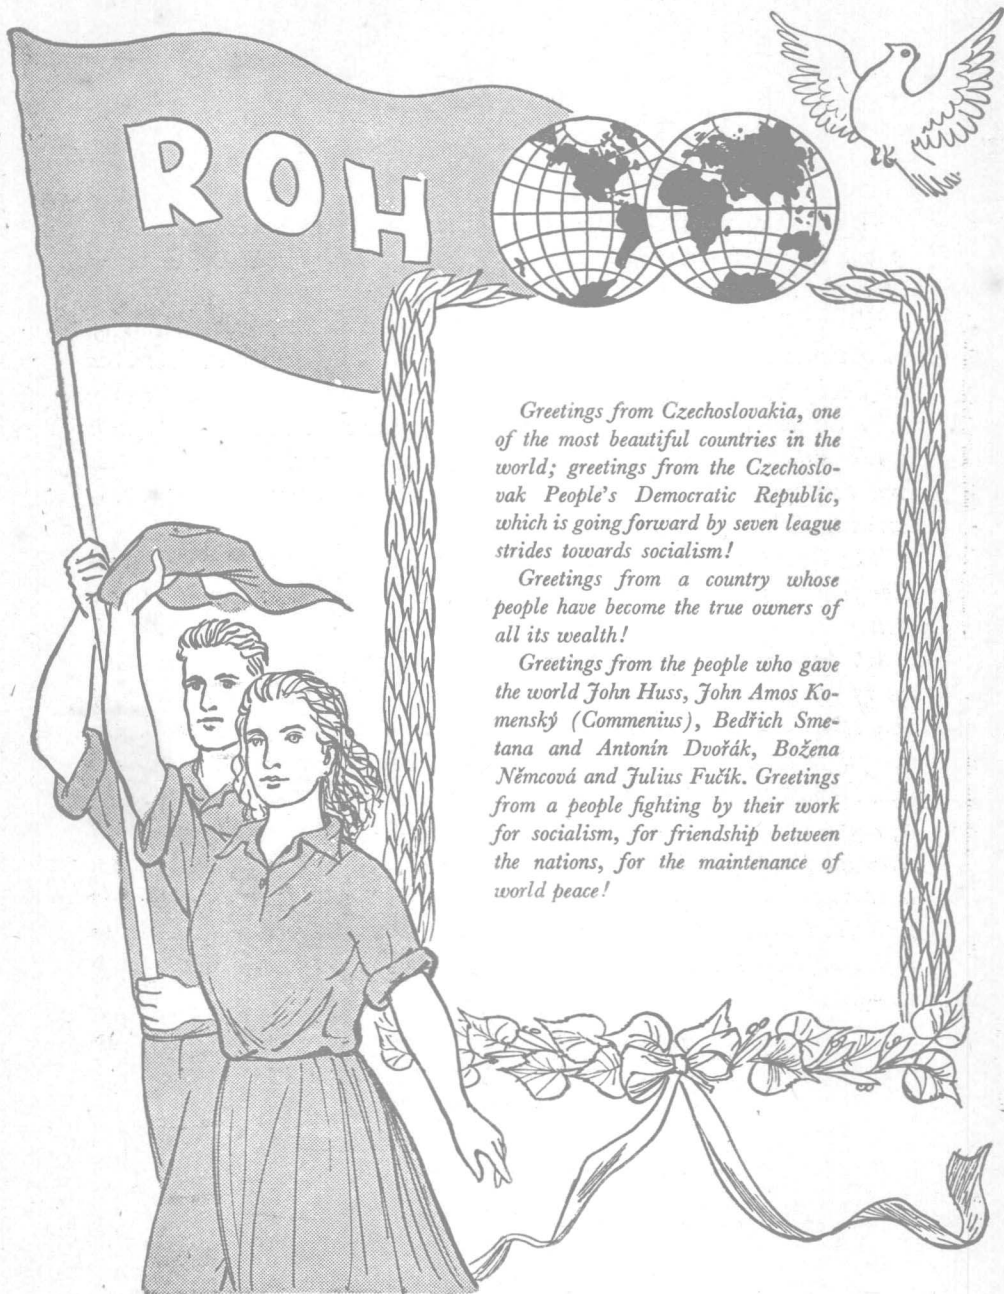 ROH
Greetings from Czechoslovakia, one
of the most beautiful countries in the
world; greetings from the Czechoslo-
vak People's Democratic Republic,
which is going forward by seven league
strides towards socialism!
Greetings from a country whose
people have become the true owners of
all its wealth!
Greetings from the people who gave
the world John Huss, John Amos Ko-
menský (Commenius), Bedřich Sme-
tana and Antonín Dvořák, Božena
Němcová and Julius Fučík. Greetings
from a people fighting by their work
for socialism, for friendship between
the nations, for the maintenance of
world peace!